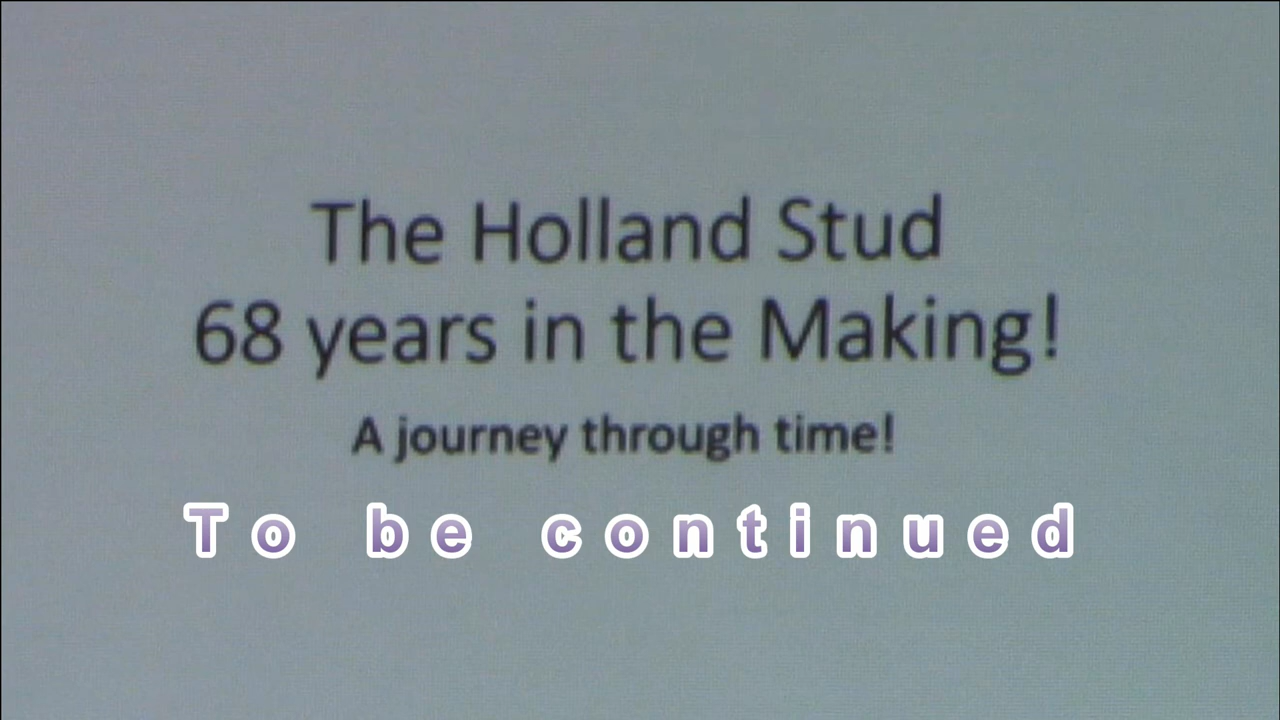 The Holland Stud
68 years in the Making!
A journey through time!
To be continued